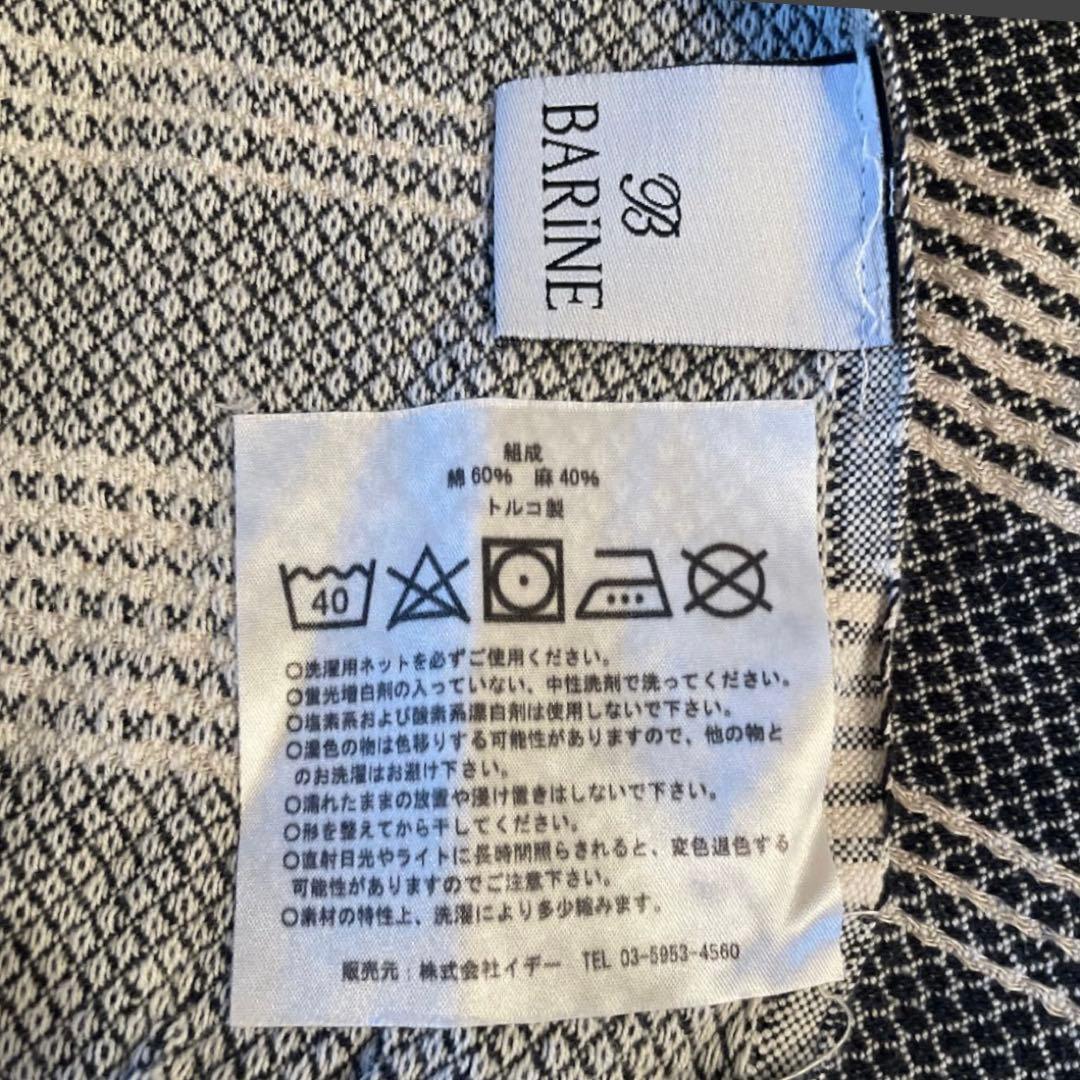 B
BARiNE
組成
綿 60% 麻 40%
トルコ製
40
○洗濯用ネットを必ずご使用ください。
○蛍光増白剤の入っていない、中性洗剤で洗ってください。
○塩素系および酸素系漂白剤は使用しないで下さい。
○濃色の物は色移りする可能性がありますので、他の物と
のお洗濯はお避け下さい。
○濡れたままの放置や浸け置きはしないで下さい。
○形を整えてから干してください。
○直射日光やライトに長時間照らされると、変色退色する
可能性がありますのでご注意下さい。
○素材の特性上、洗濯により多少縮みます。
販売元：株式会社イデー TEL 03-5953-4560